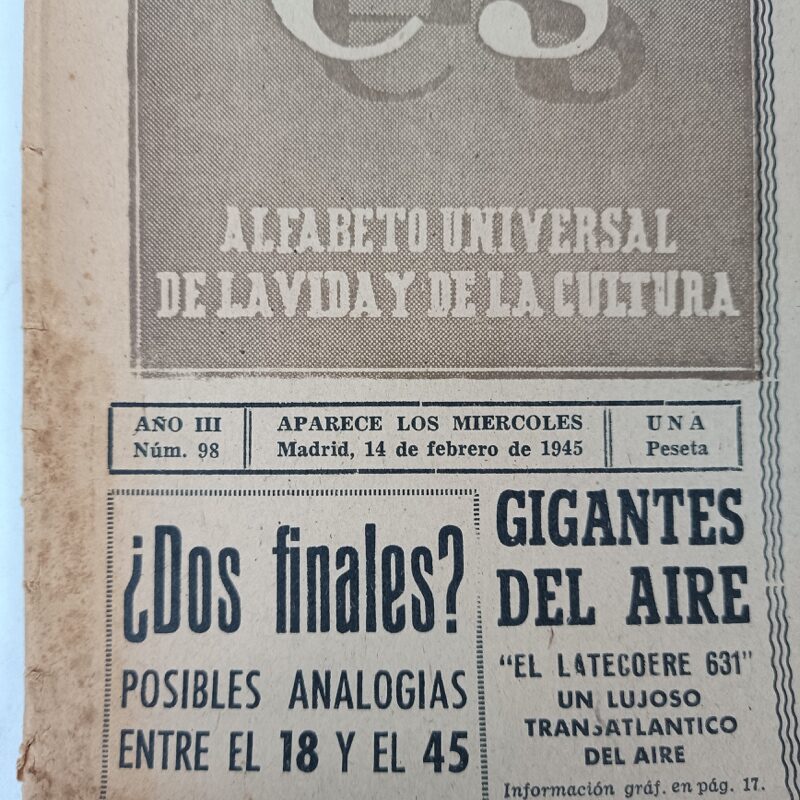 es
ALFABETO UNIVERSAL
DE LA VIDA Y DE LA CULTURA
AÑO III
Núm. 98
APARECE LOS MIERCOLES
Madrid, 14 de febrero de 1945
UNA
Peseta
¿Dos finales?
POSIBLES ANALOGIAS
ENTRE EL 18 Y EL 45
GIGANTES
DEL AIRE
"EL LATECOERE 631"
UN LUJOSO
TRANSATLANTICO
DEL AIRE
Información gráf. en pág. 17.